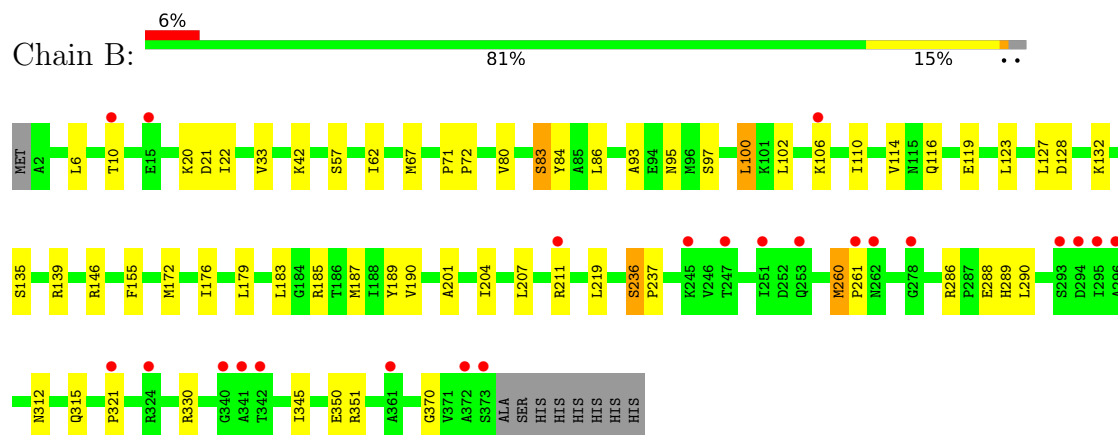 6%
Chain B:
81% 15% • •
MET A2 L6 T10 E15 K20 D21 I22 V33 K42 S57 I62 M67 P71 P72 V80 S83 Y84 A85 L86 A93 E94 N95 M96 S97 L100 K101 L102 K106 I110 V114 N115 Q116 E119 L123 L127 D128 K132
S135 R139 R146 F155 M172 I176 L179 L183 G184 R185 T186 M187 I188 Y189 V190 A201 I204 L207 R211 L219 S236 P237 K245 V246 T247 I251 D252 Q253 M260 P261 N262 G278 R286 P287 E288 H289 L290 S293 D294 I295 A296
N312 Q315 P321 R324 R330 G340 A341 T342 I345 E350 R351 A361 G370 V371 A372 S373 ALA SER HIS HIS HIS HIS HIS HIS